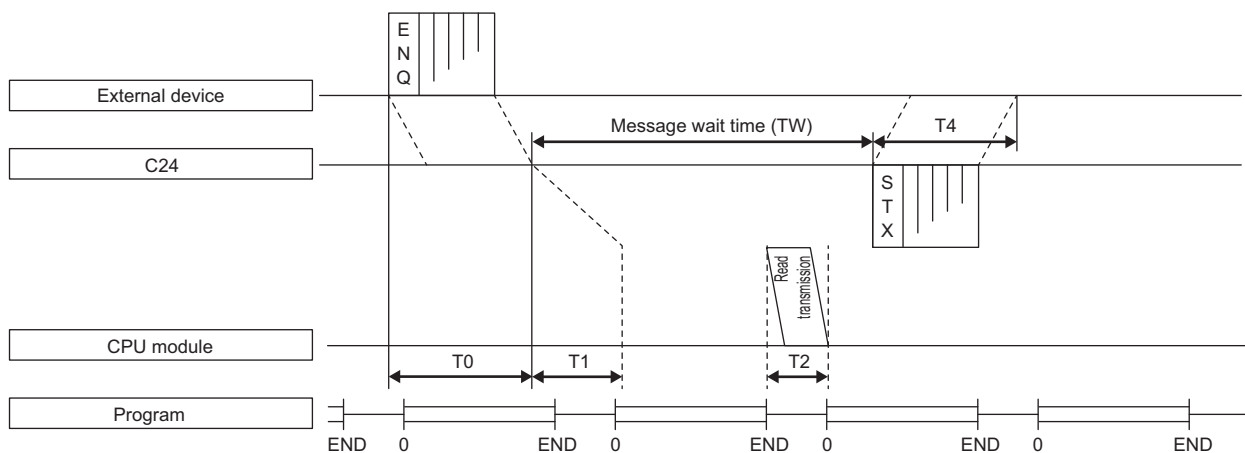 E
N
Q
External device
Message wait time (TW)
T4
C24
S
T
X
Read
transmission
CPU module
T0
T1
T2
Program
END
0
END
0
END
0
END
0
END